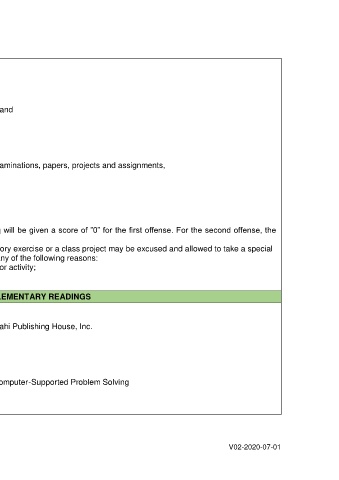 and
aminations, papers, projects and assignments,
will be given a score of "0" for the first offense. For the second offense, the
ory exercise or a class project may be excused and allowed to take a special
ny of the following reasons:
or activity;
EMENTARY READINGS
ahi Publishing House, Inc.
omputer-Supported Problem Solving
V02-2020-07-01